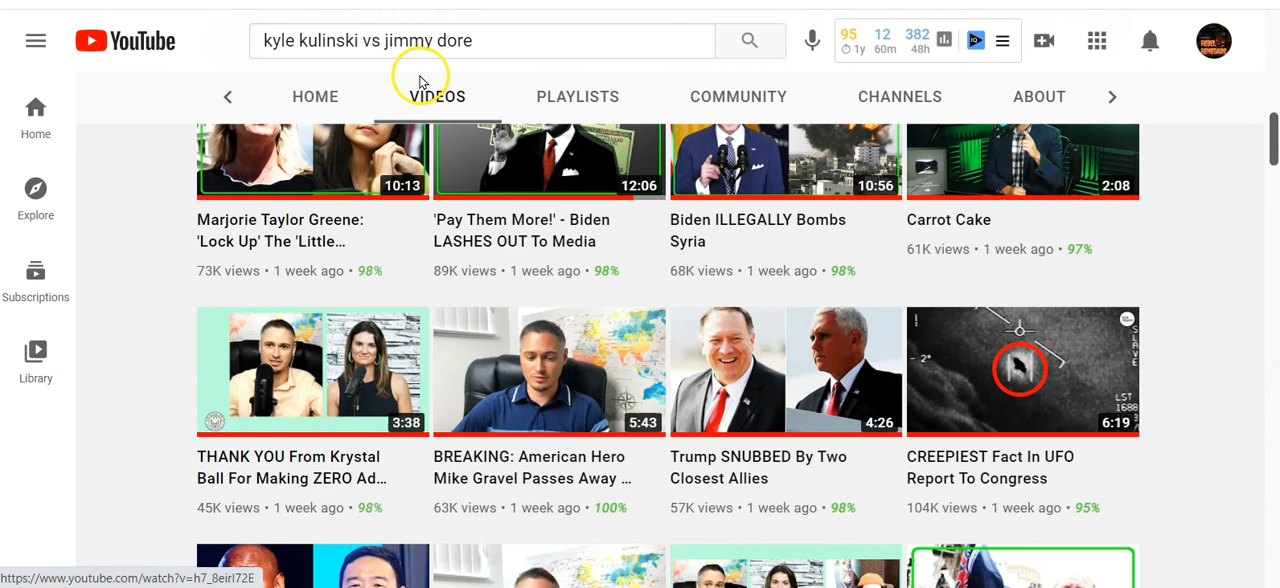 YouTube
kyle kulinski vs jimmy dore
95 12 382
1y 60m 48h
HOME VIDEOS PLAYLISTS COMMUNITY CHANNELS ABOUT
Home
Explore
Subscriptions
Library
10:13
Marjorie Taylor Greene:
'Lock Up' The 'Little...
73K views • 1 week ago • 98%
12:06
'Pay Them More!' - Biden
LASHES OUT To Media
89K views • 1 week ago • 98%
10:56
Biden ILLEGALLY Bombs
Syria
68K views • 1 week ago • 98%
2:08
Carrot Cake
61K views • 1 week ago • 97%
3:38
THANK YOU From Krystal
Ball For Making ZERO Ad...
45K views • 1 week ago • 98%
5:43
BREAKING: American Hero
Mike Gravel Passes Away ...
63K views • 1 week ago • 100%
4:26
Trump SNUBBED By Two
Closest Allies
57K views • 1 week ago • 98%
SLAVE
2°
LST
1688
6:19
CREEPIEST Fact In UFO
Report To Congress
104K views • 1 week ago • 95%
https://www.youtube.com/watch?v=h7_8eirI72E